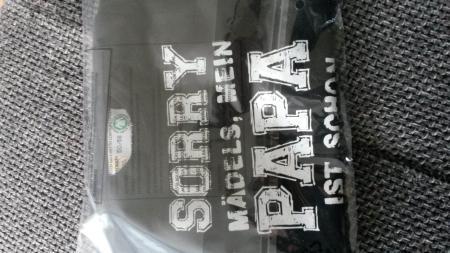 SORRY
MÄDELS, MEIN
PAPA
IST SCHON